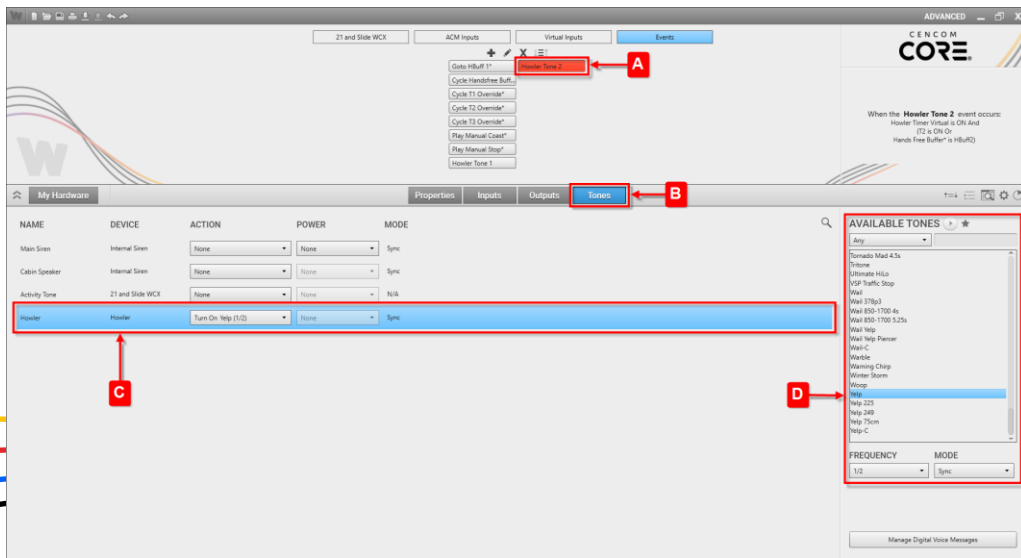 ADVANCED
21 and Slide WCX
ACM Inputs
Virtual Inputs
Events
CENCOM
CORE
Goto HBuff 1*
Howler Tone 2
A
Cycle Handsfree Buff...
Cycle T1 Override*
Cycle T2 Override*
Cycle T3 Override*
Play Manual Coast*
Play Manual Stop*
Howler Tone 1
When the Howler Tone 2 event occurs:
Howler Timer Virtual is ON And
(T2 is ON Or
Hands Free Buffer* is HBuff2)
W
My Hardware
Properties
Inputs
Outputs
Tones
B
NAME
DEVICE
ACTION
POWER
MODE
Main Siren
Internal Siren
None
None
Sync
Cabin Speaker
Internal Siren
None
None
Sync
Activity Tone
21 and Slide WCX
None
None
N/A
Howler
Howler
Turn On Yelp (1/2)
None
Sync
C
AVAILABLE TONES
Any
Tornado Mad 4.5s
Tritone
Ultimate HiLo
VSP Traffic Stop
Wail
Wail 378p3
Wail 850-1700 4s
Wail 850-1700 5.25s
Wail Yelp
Wail Yelp Piercer
Wail-C
Warble
Warning Chirp
Winter Storm
Woop
Yelp
Yelp 225
Yelp 249
Yelp 75cm
Yelp-C
D
FREQUENCY
MODE
1/2
Sync
Manage Digital Voice Messages